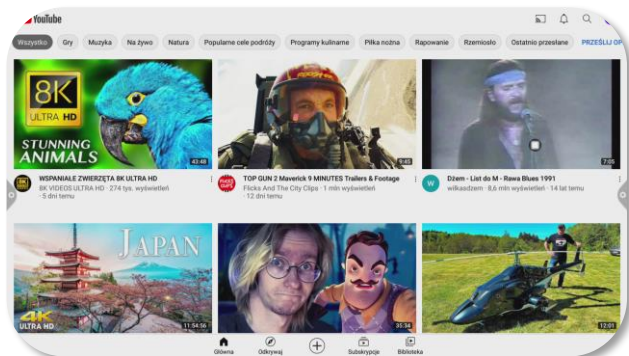 YouTube
Wszystko Gry Muzyka Na żywo Natura Popularne cele podróży Programy kulinarne Piłka nożna Rapowanie Rzemiosło Ostatnio przesłane PRZEŚLIJ OP
8K
ULTRA HD
STUNNING
ANIMALS
43:48
9:45
7:05
WSPANIAŁE ZWIERZĘTA 8K ULTRA HD
8K VIDEOS ULTRA HD · 274 tys. wyświetleń
· 5 dni temu
TOP GUN 2 Maverick 9 MINUTES Trailers & Footage
Flicks And The City Clips · 1 mln wyświetleń
· 12 dni temu
W
Dżem - List do M - Rawa Blues 1991
wilkasdzem · 8,6 mln wyświetleń · 14 lat temu
JAPAN
4K
ULTRA HD
11:54:56
35:34
12:01
Główna Odkrywaj Subskrypcje Biblioteka